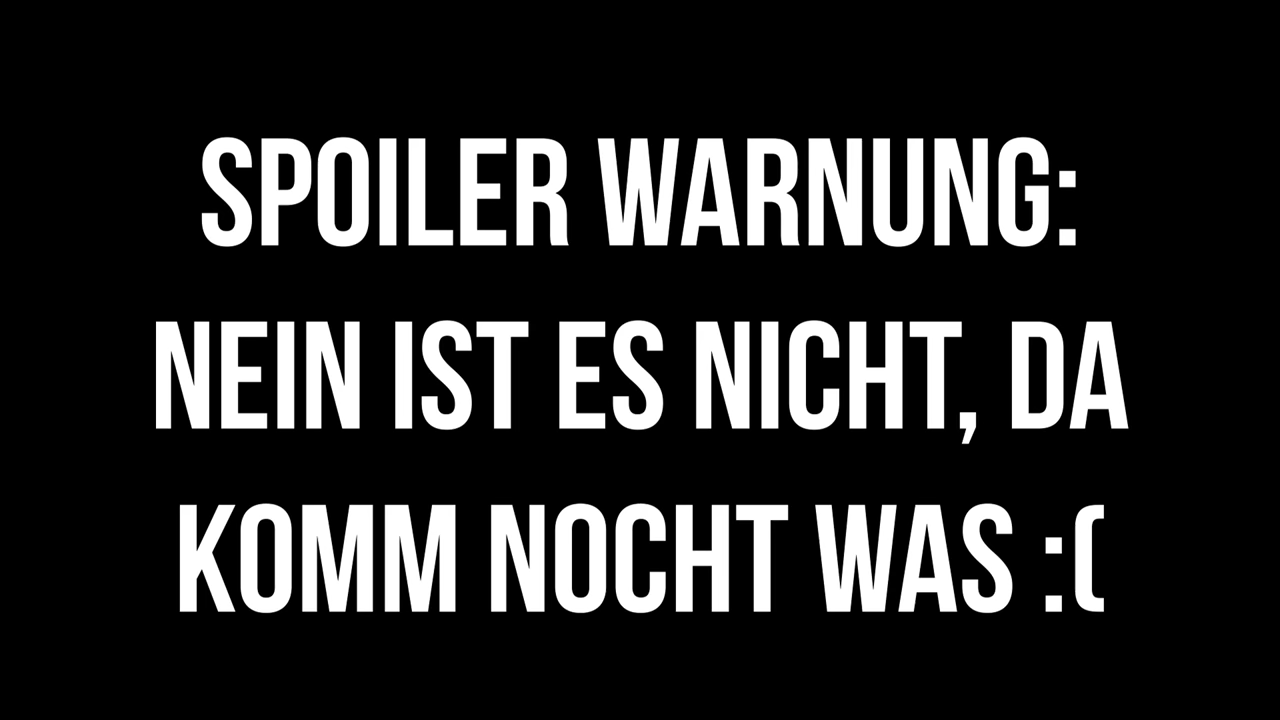 SPOILER WARNUNG:
NEIN IST ES NICHT, DA
KOMM NOCHT WAS :(